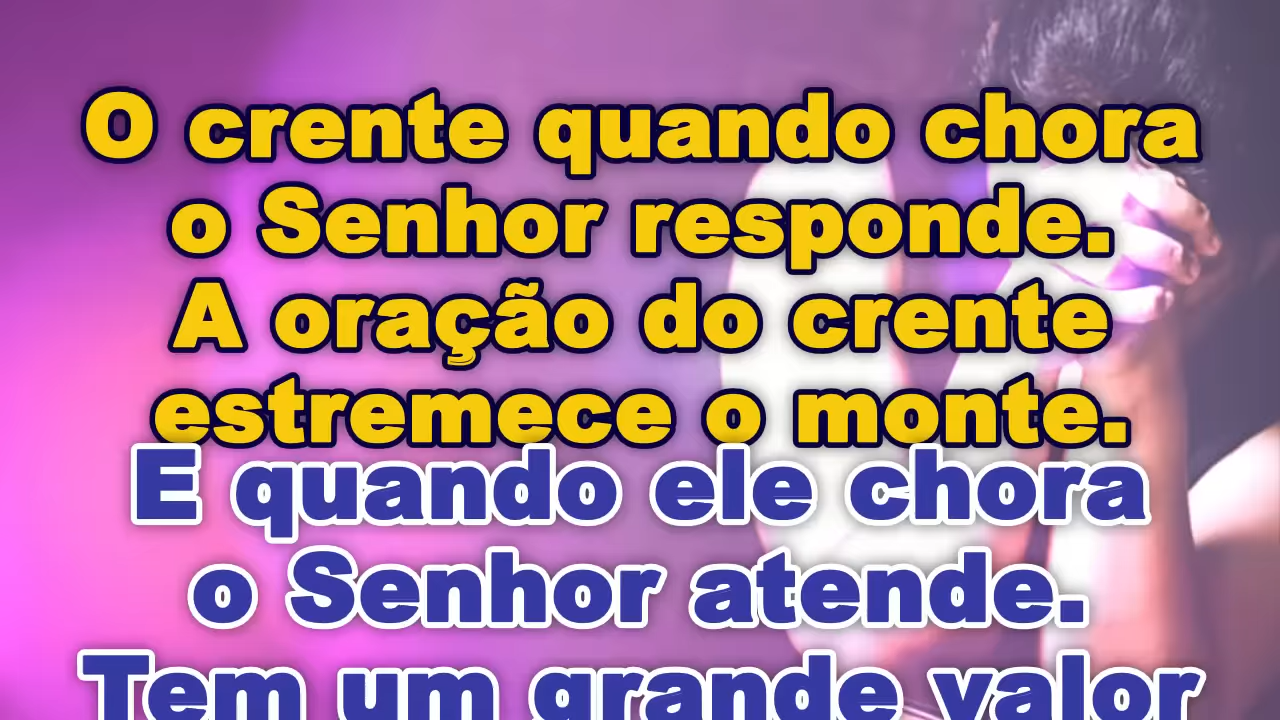 O crente quando chora
o Senhor responde.
A oração do crente
estremece o monte.
E quando ele chora
o Senhor atende.
Tem um grande valor